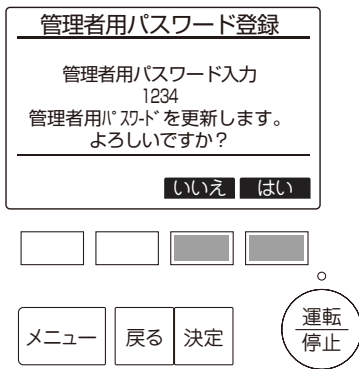 管理者用パスワード登録
管理者用パスワード入力
1234
管理者用ﾊﾟｽﾜｰﾄﾞを更新します。
よろしいですか？
いいえ はい
メニュー 戻る 決定 運転
停止